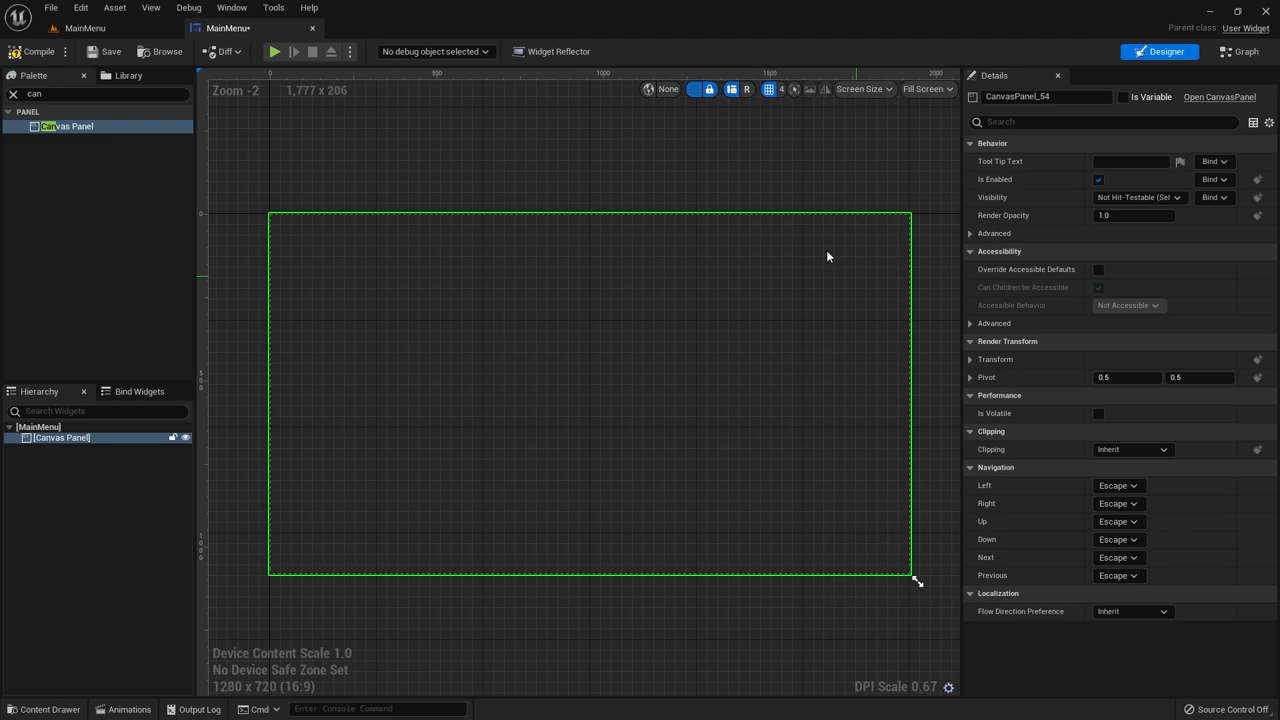 File Edit Asset View Debug Window Tools Help
MainMenu MainMenu•
Parent class: User Widget
Compile Save Browse Diff No debug object selected Widget Reflector Designer Graph
Palette Library
can
PANEL
Canvas Panel
Hierarchy Bind Widgets
Search Widgets
[MainMenu]
[Canvas Panel]
0 500 1000 1500 2000
Zoom -2 1,777 x 206 None R 4 Screen Size Fill Screen
0
5
0
0
1
0
0
0
Device Content Scale 1.0
No Device Safe Zone Set
1280 x 720 (16:9)
DPI Scale 0.67
Details
CanvasPanel_54 Is Variable Open CanvasPanel
Search
Behavior
Tool Tip Text Bind
Is Enabled Bind
Visibility Not Hit-Testable (Sel Bind
Render Opacity 1.0
Advanced
Accessibility
Override Accessible Defaults
Can Children be Accessible
Accessible Behavior Not Accessible
Advanced
Render Transform
Transform
Pivot 0.5 0.5
Performance
Is Volatile
Clipping
Clipping Inherit
Navigation
Left Escape
Right Escape
Up Escape
Down Escape
Next Escape
Previous Escape
Localization
Flow Direction Preference Inherit
Content Drawer Animations Output Log Cmd Enter Console Command Source Control Off